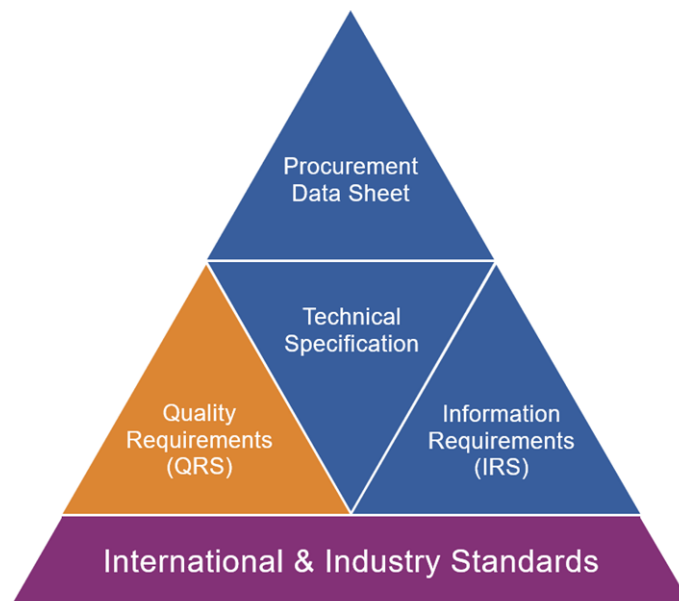 Procurement
Data Sheet
Technical
Specification
Quality
Requirements
(QRS)
Information
Requirements
(IRS)
International & Industry Standards